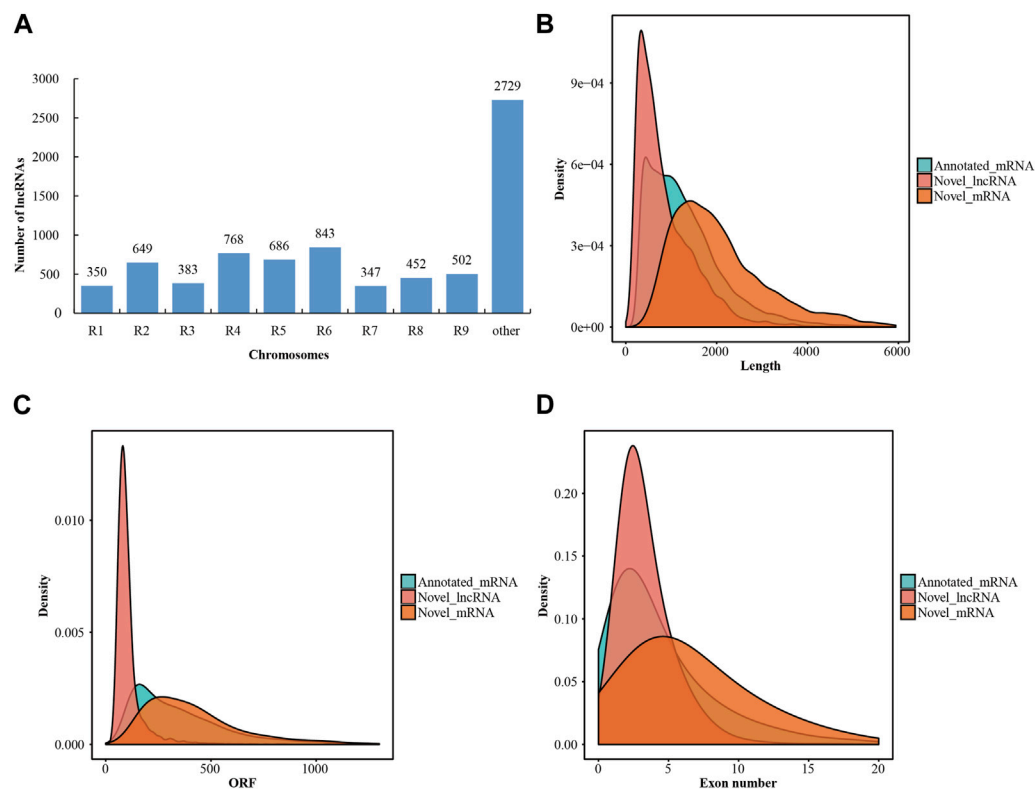 A
Number of lncRNAs
3000
2500
2000
1500
1000
500
0
350
649
383
768
686
843
347
452
502
2729
R1 R2 R3 R4 R5 R6 R7 R8 R9 other
Chromosomes
B
Density
9e−04
6e−04
3e−04
0e+00
0 2000 4000 6000
Length
Annotated_mRNA
Novel_lncRNA
Novel_mRNA
C
Density
0.010
0.005
0.000
0 500 1000
ORF
Annotated_mRNA
Novel_lncRNA
Novel_mRNA
D
Density
0.20
0.15
0.10
0.05
0.00
0 5 10 15 20
Exon number
Annotated_mRNA
Novel_lncRNA
Novel_mRNA